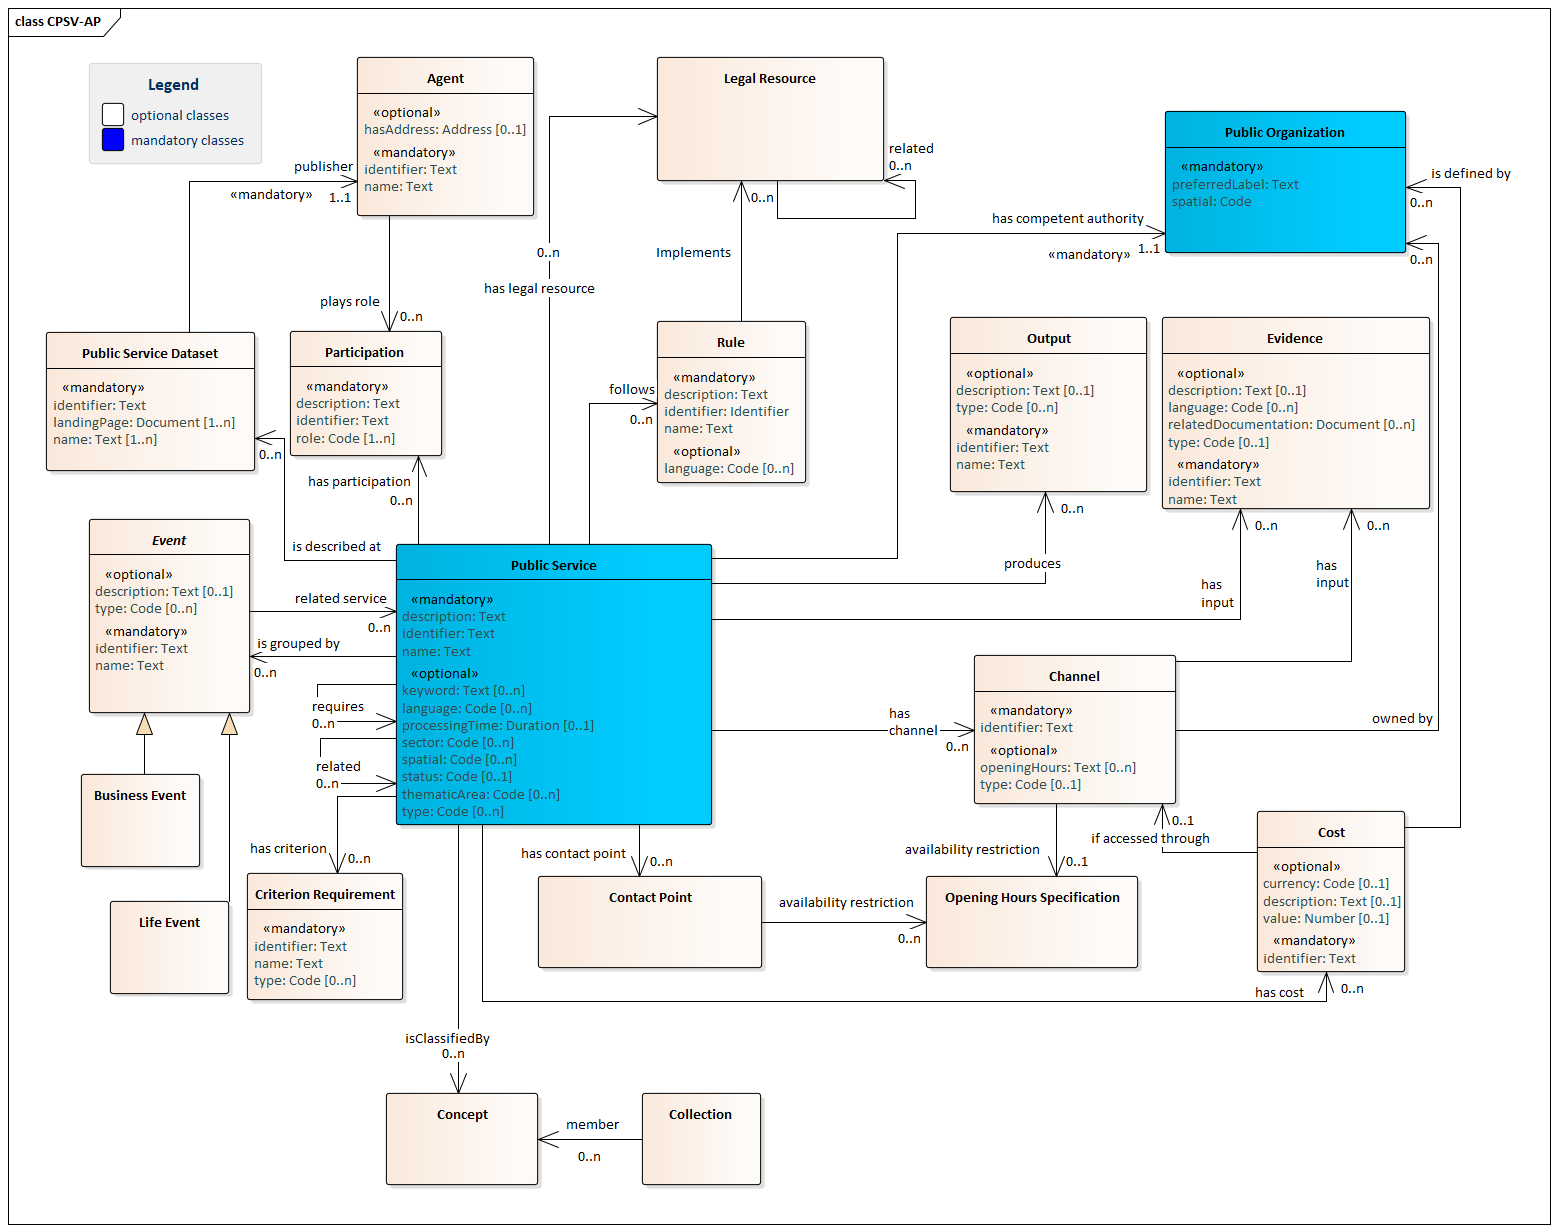 class CPSV-AP
Legend
optional classes
mandatory classes
Agent
«optional»
hasAddress: Address [0..1]
«mandatory»
identifier: Text
name: Text
Legal Resource
related
0..n
Public Organization
«mandatory»
preferredLabel: Text
spatial: Code
is defined by
0..n
0..n
publisher
«mandatory»
1..1
has competent authority
«mandatory»
1..1
0..n
has legal resource
Implements
0..n
plays role
0..n
Public Service Dataset
«mandatory»
identifier: Text
landingPage: Document [1..n]
name: Text [1..n]
0..n
Participation
«mandatory»
description: Text
identifier: Text
role: Code [1..n]
has participation
0..n
follows
0..n
Rule
«mandatory»
description: Text
identifier: Identifier
name: Text
«optional»
language: Code [0..n]
Output
«optional»
description: Text [0..1]
type: Code [0..n]
«mandatory»
identifier: Text
name: Text
0..n
produces
Evidence
«optional»
description: Text [0..1]
language: Code [0..n]
relatedDocumentation: Document [0..n]
type: Code [0..1]
«mandatory»
identifier: Text
name: Text
0..n
0..n
has
input
has
input
is described at
Event
«optional»
description: Text [0..1]
type: Code [0..n]
«mandatory»
identifier: Text
name: Text
related service
0..n
is grouped by
0..n
requires
0..n
related
0..n
Public Service
«mandatory»
description: Text
identifier: Text
name: Text
«optional»
keyword: Text [0..n]
language: Code [0..n]
processingTime: Duration [0..1]
sector: Code [0..n]
spatial: Code [0..n]
status: Code [0..1]
thematicArea: Code [0..n]
type: Code [0..n]
has
channel
0..n
Channel
«mandatory»
identifier: Text
«optional»
openingHours: Text [0..n]
type: Code [0..1]
owned by
Business Event
Life Event
has criterion
0..n
Criterion Requirement
«mandatory»
identifier: Text
name: Text
type: Code [0..n]
has contact point
0..n
Contact Point
availability restriction
0..n
availability restriction
0..1
Opening Hours Specification
0..1
if accessed through
Cost
«optional»
currency: Code [0..1]
description: Text [0..1]
value: Number [0..1]
«mandatory»
identifier: Text
has cost
0..n
isClassifiedBy
0..n
Concept
member
0..n
Collection